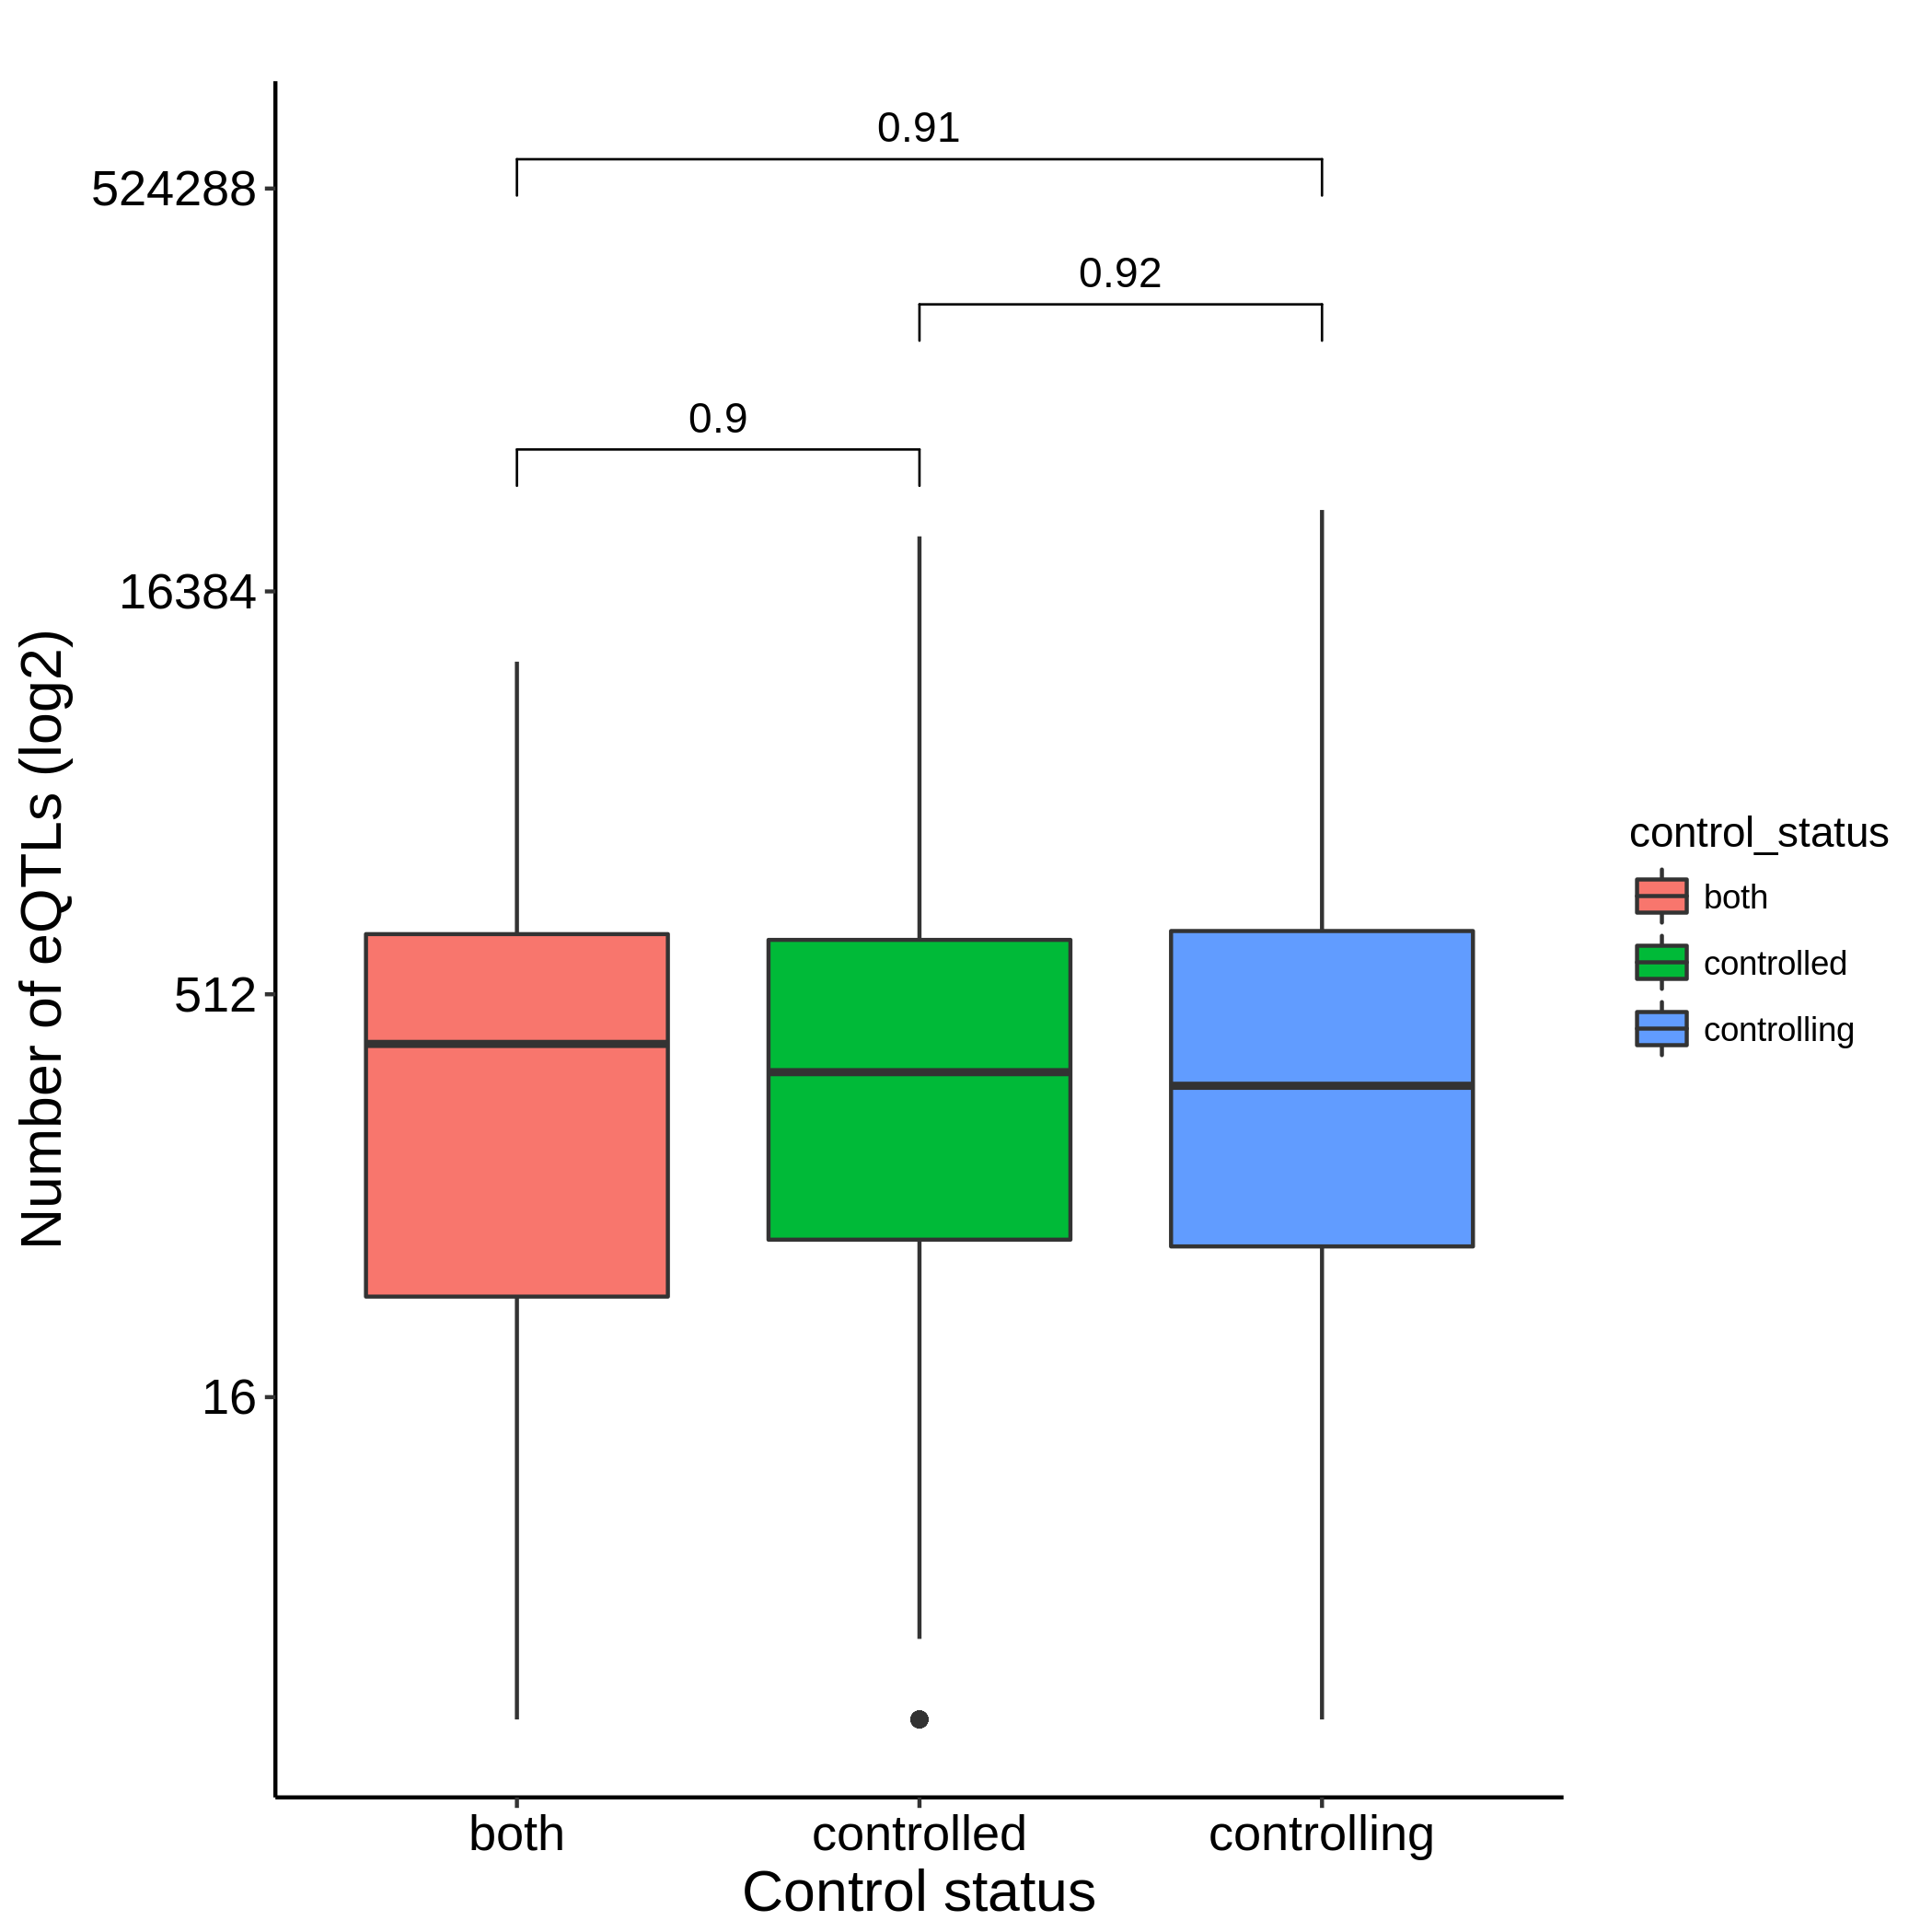 0.91
524288
0.92
0.9
16384
Number of eQTLs (log2)
512
16
control_status
both
controlled
controlling
both
controlled
controlling
Control status